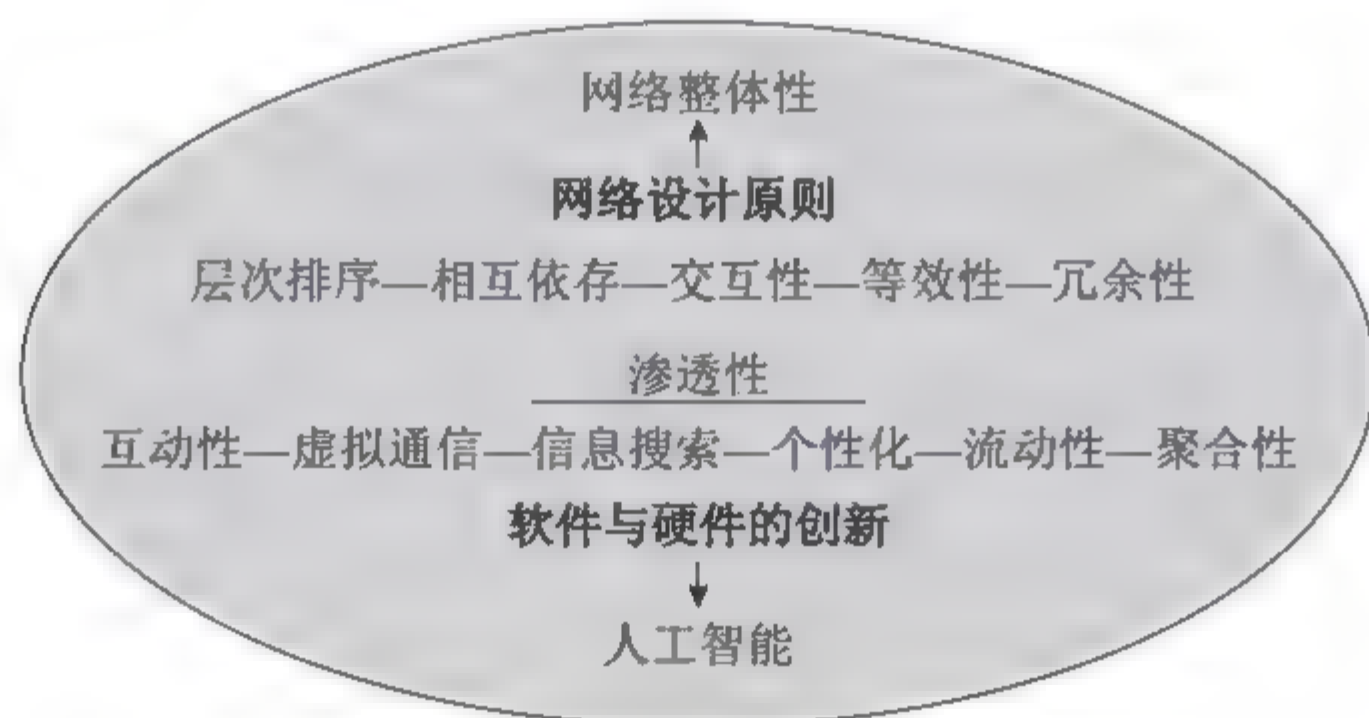 网络整体性
网络设计原则
层次排序—相互依存—交互性—等效性—冗余性
渗透性
互动性—虚拟通信—信息搜索—个性化—流动性—聚合性
软件与硬件的创新
人工智能